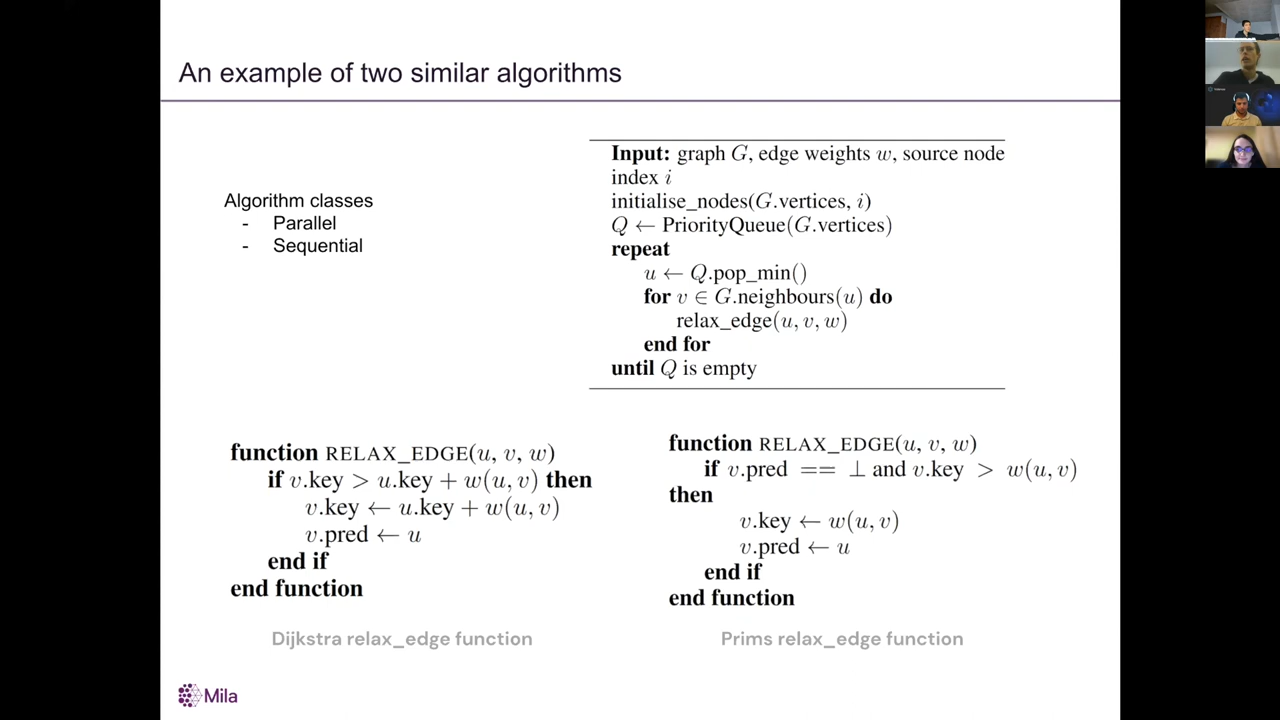 An example of two similar algorithms
Algorithm classes
- Parallel
- Sequential
Input: graph G, edge weights w, source node
index i
initialise_nodes(G.vertices, i)
Q ← PriorityQueue(G.vertices)
repeat
u ← Q.pop_min()
for v ∈ G.neighbours(u) do
relax_edge(u, v, w)
end for
until Q is empty
function RELAX_EDGE(u, v, w)
if v.key > u.key + w(u, v) then
v.key ← u.key + w(u, v)
v.pred ← u
end if
end function
Dijkstra relax_edge function
function RELAX_EDGE(u, v, w)
if v.pred == ⊥ and v.key > w(u, v)
then
v.key ← w(u, v)
v.pred ← u
end if
end function
Prims relax_edge function
Mila